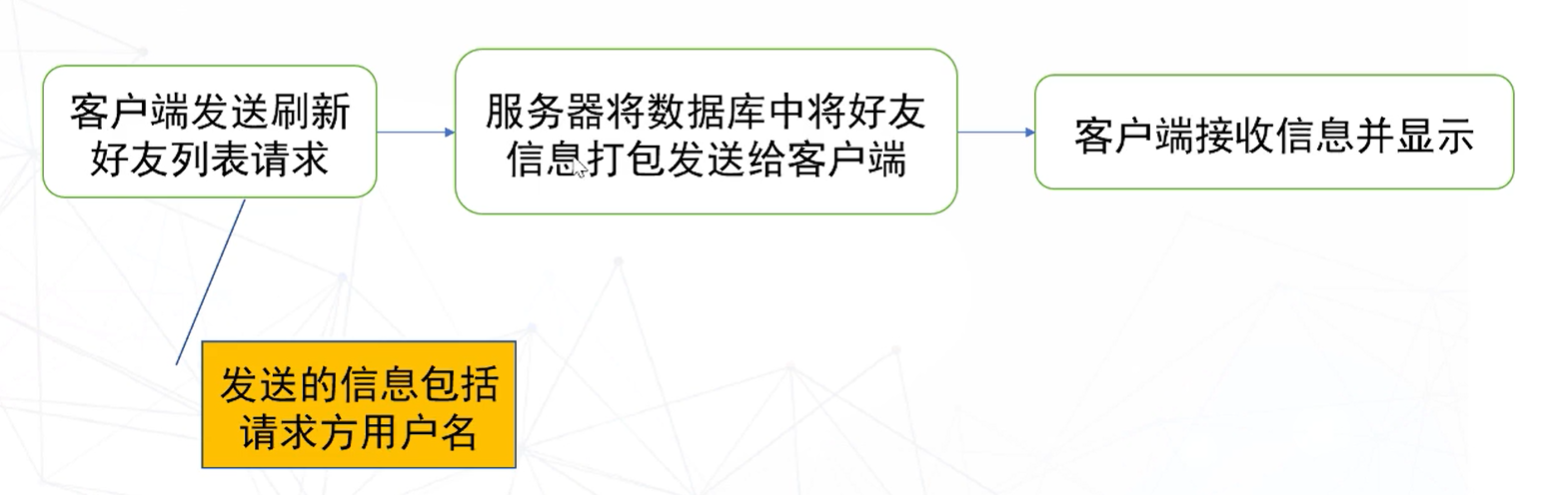 客户端发送刷新
好友列表请求
服务器将数据库中将好友
信息打包发送给客户端
客户端接收信息并显示
发送的信息包括
请求方用户名